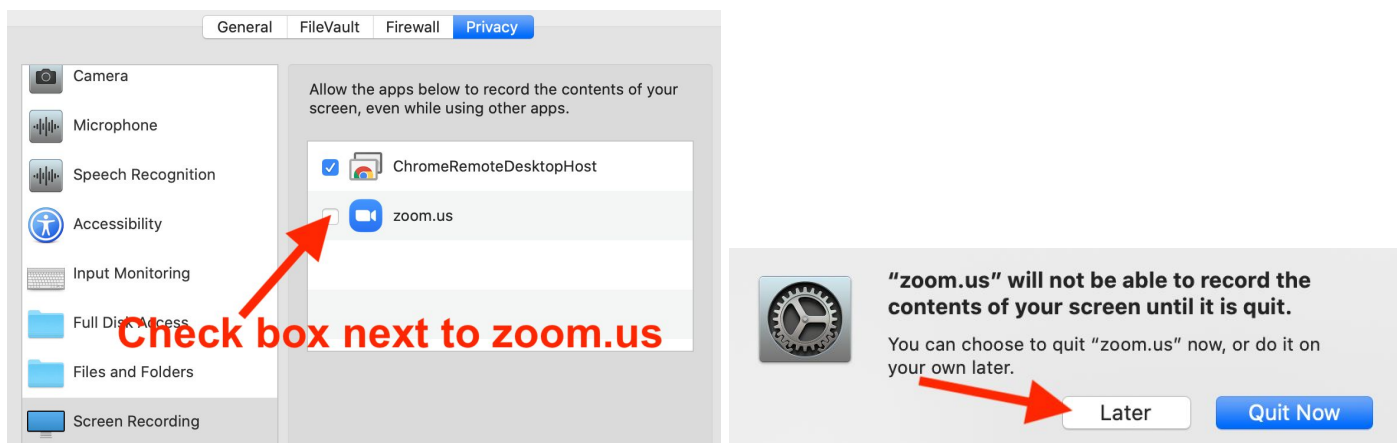 General FileVault Firewall Privacy
Camera
Microphone
Speech Recognition
Accessibility
Input Monitoring
Full Disk Access
Files and Folders
Screen Recording
Allow the apps below to record the contents of your
screen, even while using other apps.
ChromeRemoteDesktopHost
zoom.us
Check box next to zoom.us
“zoom.us” will not be able to record the
contents of your screen until it is quit.
You can choose to quit “zoom.us” now, or do it on
your own later.
Later Quit Now